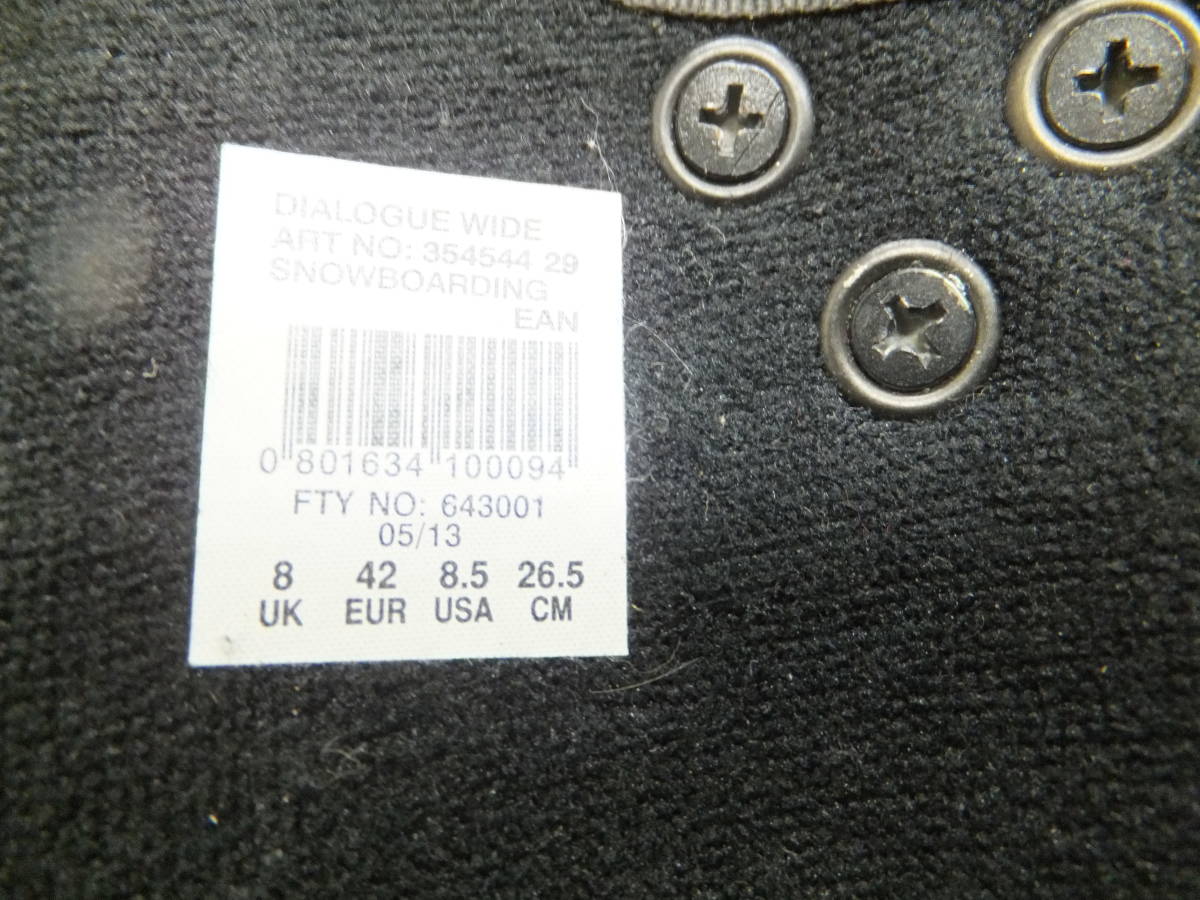 DIALOGUE WIDE
ART NO: 354544 29
SNOWBOARDING
EAN
0 801634 100094
FTY NO: 643001
05/13
8 42 8.5 26.5
UK EUR USA CM